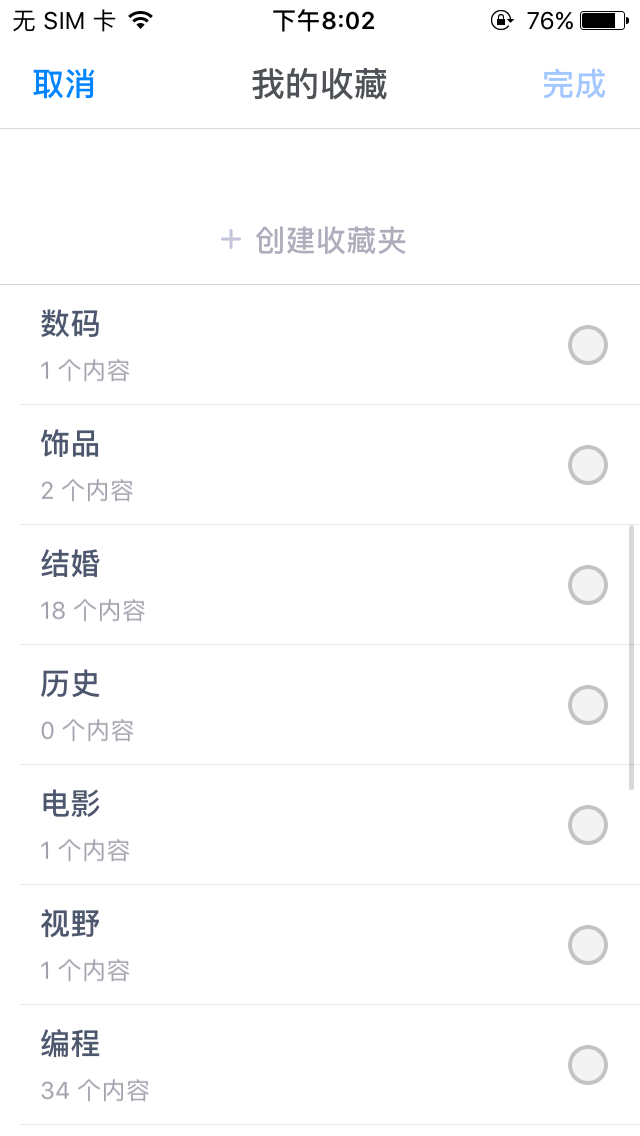 无 SIM 卡 下午8:02 76%
取消 我的收藏 完成
+ 创建收藏夹
数码
1 个内容
饰品
2 个内容
结婚
18 个内容
历史
0 个内容
电影
1 个内容
视野
1 个内容
编程
34 个内容